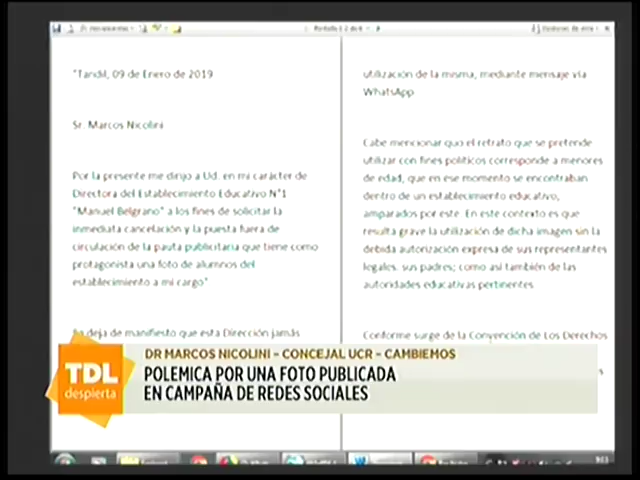 "Tandil, 09 de Enero de 2019
Sr. Marcos Nicolini
Por la presente me dirijo a Ud. en mi carácter de
Directora del Establecimiento Educativo N°1
"Manuel Belgrano" a los fines de solicitar la
inmediata cancelación y la puesta fuera de
circulación de la pauta publicitaria que tiene como
protagonista una foto de alumnos del
establecimiento a mi cargo"
deja de manifiesto que esta Dirección jamás
utilización de la misma, mediante mensaje vía
WhatsApp
Cabe mencionar que el retrato que se pretende
utilizar con fines políticos corresponde a menores
de edad, que en ese momento se encontraban
dentro de un establecimiento educativo,
amparados por este. En este contexto es que
resulta grave la utilización de dicha imagen sin la
debida autorización expresa de sus representantes
legales, sus padres; como así también de las
autoridades educativas pertinentes
Conforme surge de la Convención de Los Derechos
TDL
despierta
DR MARCOS NICOLINI - CONCEJAL UCR - CAMBIEMOS
POLEMICA POR UNA FOTO PUBLICADA
EN CAMPAÑA DE REDES SOCIALES